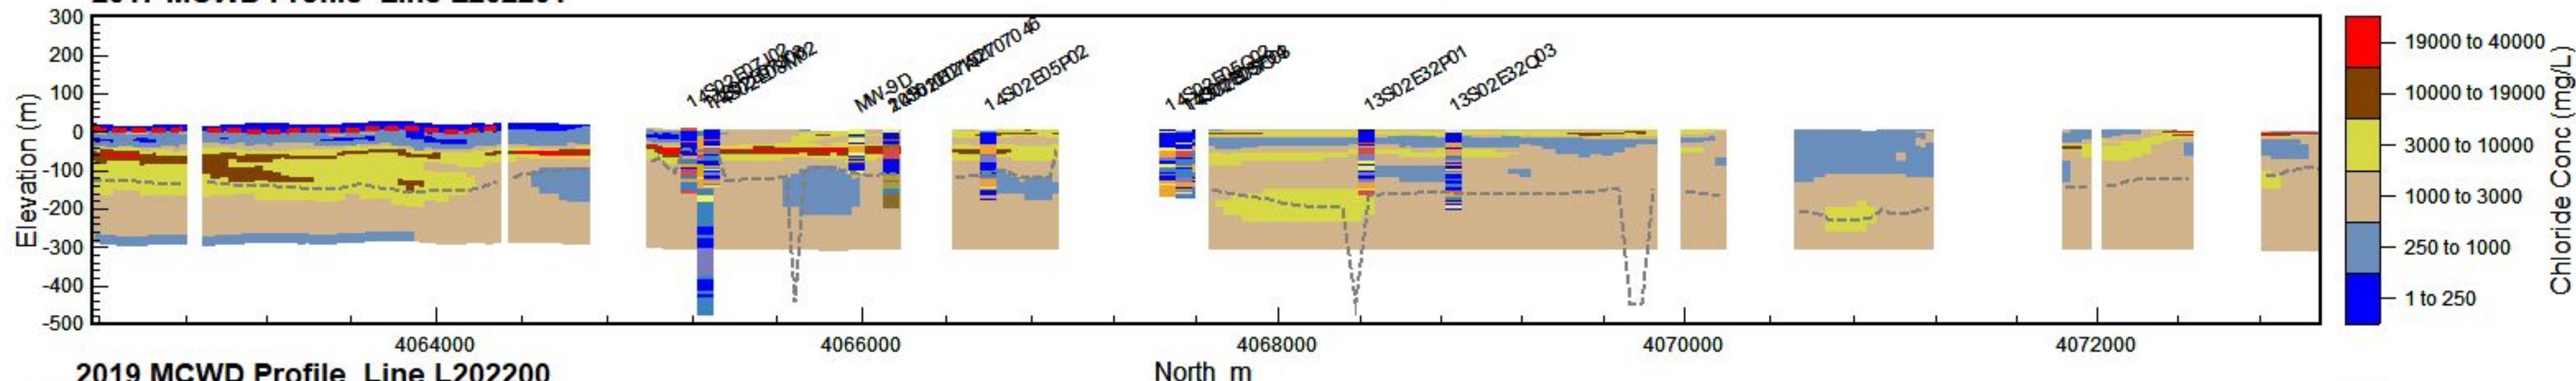 300
200
100
0
-100
-200
-300
-400
-500
Elevation (m)
MW-9D
14S02E05P02
13S02E32P01
13S02E32Q03
4064000
4066000
4068000
4070000
4072000
North_m
19000 to 40000
10000 to 19000
3000 to 10000
1000 to 3000
250 to 1000
1 to 250
Chloride Conc (mg/L)
2019 MCWD Profile Line L202200